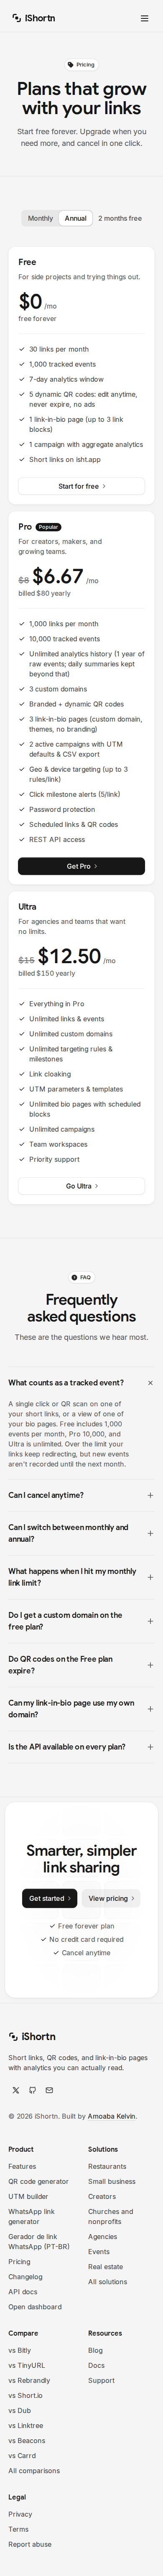 iShortn
Pricing
Plans that grow
with your links
Start free forever. Upgrade when you
need more, and cancel in one click.
Monthly Annual 2 months free
Free
For side projects and trying things out.
$0 /mo
free forever
30 links per month
1,000 tracked events
7-day analytics window
5 dynamic QR codes: edit anytime,
never expire, no ads
1 link-in-bio page (up to 3 link
blocks)
1 campaign with aggregate analytics
Short links on isht.app
Start for free
Pro Popular
For creators, makers, and
growing teams.
$8 $6.67 /mo
billed $80 yearly
1,000 links per month
10,000 tracked events
Unlimited analytics history (1 year of
raw events; daily summaries kept
beyond that)
3 custom domains
Branded + dynamic QR codes
3 link-in-bio pages (custom domain,
themes, no branding)
2 active campaigns with UTM
defaults & CSV export
Geo & device targeting (up to 3
rules/link)
Click milestone alerts (5/link)
Password protection
Scheduled links & QR codes
REST API access
Get Pro
Ultra
For agencies and teams that want
no limits.
$15 $12.50 /mo
billed $150 yearly
Everything in Pro
Unlimited links & events
Unlimited custom domains
Unlimited targeting rules &
milestones
Link cloaking
UTM parameters & templates
Unlimited bio pages with scheduled
blocks
Unlimited campaigns
Team workspaces
Priority support
Go Ultra
FAQ
Frequently
asked questions
These are the questions we hear most.
What counts as a tracked event?
A single click or QR scan on one of
your short links, or a view of one of
your bio pages. Free includes 1,000
events per month, Pro 10,000, and
Ultra is unlimited. Over the limit your
links keep redirecting, but new events
aren't recorded until the next month.
Can I cancel anytime?
Can I switch between monthly and
annual?
What happens when I hit my monthly
link limit?
Do I get a custom domain on the
free plan?
Do QR codes on the Free plan
expire?
Can my link-in-bio page use my own
domain?
Is the API available on every plan?
Smarter, simpler
link sharing
Get started
View pricing
Free forever plan
No credit card required
Cancel anytime
iShortn
Short links, QR codes, and link-in-bio pages
with analytics you can actually read.
© 2026 IShortn. Built by Amoaba Kelvin.
Product
Features
QR code generator
UTM builder
WhatsApp link
generator
Gerador de link
WhatsApp (PT-BR)
Pricing
Changelog
API docs
Open dashboard
Solutions
Restaurants
Small business
Creators
Churches and
nonprofits
Agencies
Events
Real estate
All solutions
Compare
vs Bitly
vs TinyURL
vs Rebrandly
vs Short.io
vs Dub
vs Linktree
vs Beacons
vs Carrd
All comparisons
Resources
Blog
Docs
Support
Legal
Privacy
Terms
Report abuse